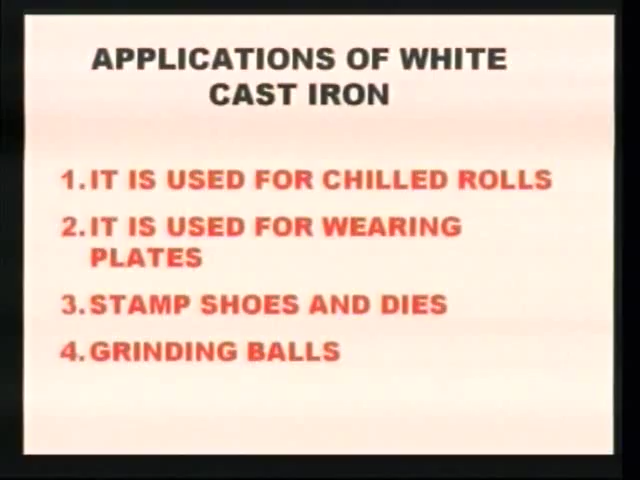 APPLICATIONS OF WHITE
CAST IRON
1. IT IS USED FOR CHILLED ROLLS
2. IT IS USED FOR WEARING
PLATES
3. STAMP SHOES AND DIES
4. GRINDING BALLS